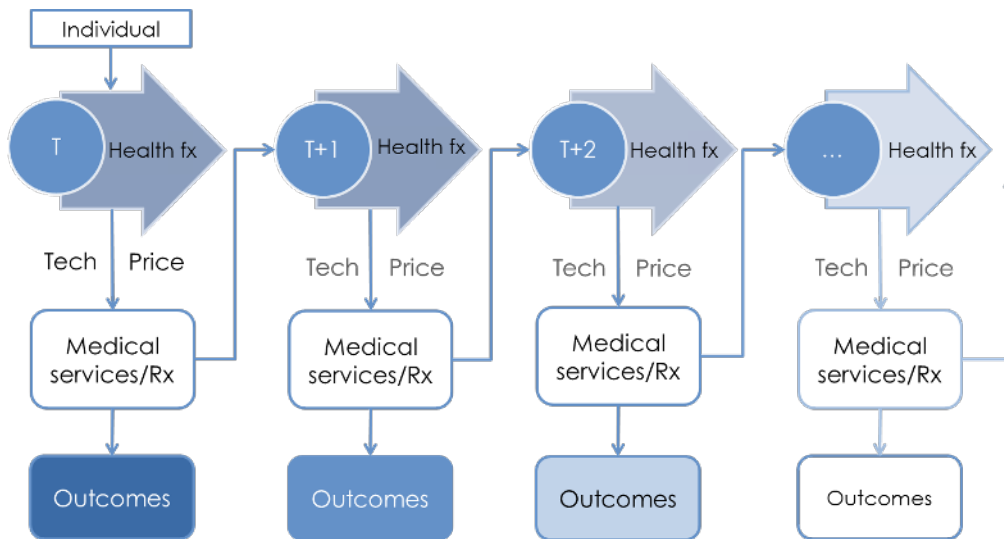 Individual
T
Health fx
T+1
Health fx
T+2
Health fx
...
Health fx
Tech Price
Tech Price
Tech Price
Tech Price
Medical
services/Rx
Medical
services/Rx
Medical
services/Rx
Medical
services/Rx
Outcomes
Outcomes
Outcomes
Outcomes